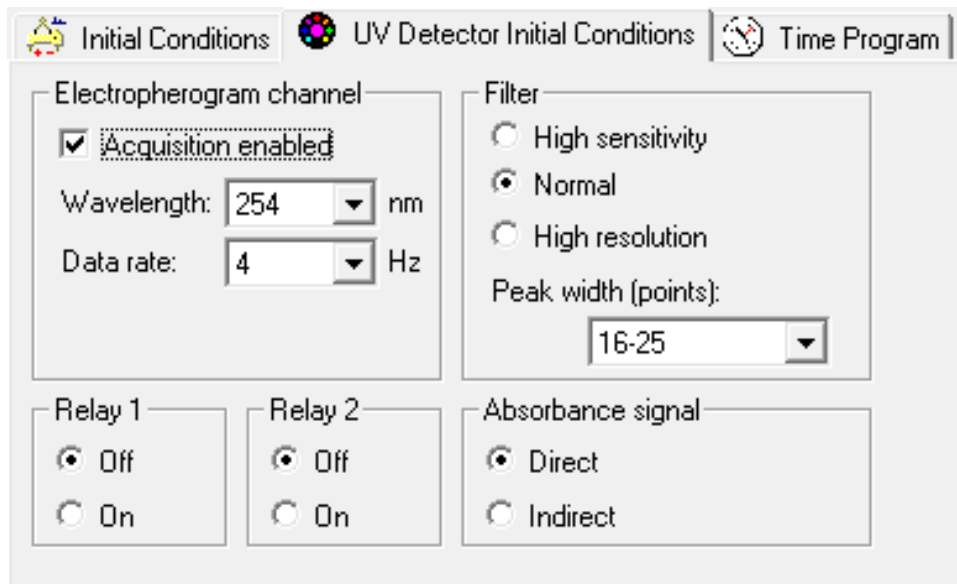 Initial Conditions
UV Detector Initial Conditions
Time Program
Electropherogram channel
Acquisition enabled
Wavelength: 254 nm
Data rate: 4 Hz
Filter
High sensitivity
Normal
High resolution
Peak width (points):
16-25
Relay 1
Off
On
Relay 2
Off
On
Absorbance signal
Direct
Indirect